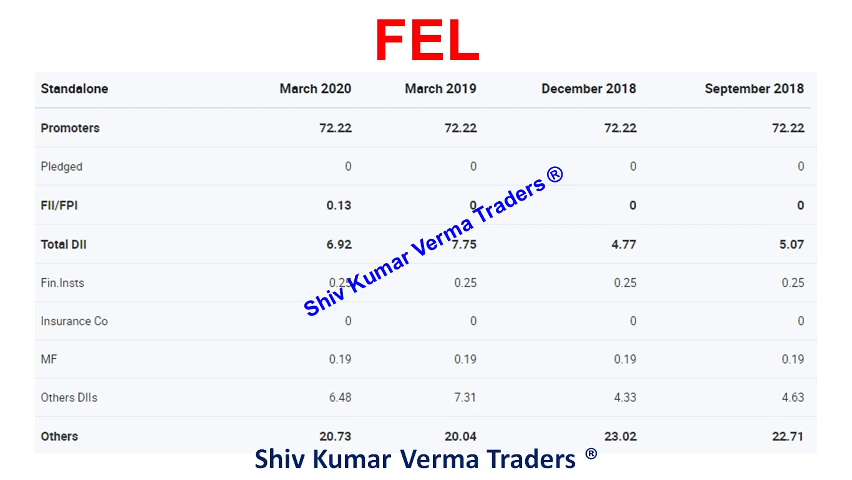 FEL
Standalone March 2020 March 2019 December 2018 September 2018
Promoters 72.22 72.22 72.22 72.22
Pledged 0 0 0 0
FII/FPI 0.13 0 0 0
Total DII 6.92 7.75 4.77 5.07
Fin.Insts 0.25 0.25 0.25 0.25
Insurance Co 0 0 0 0
MF 0.19 0.19 0.19 0.19
Others DIIs 6.48 7.31 4.33 4.63
Others 20.73 20.04 23.02 22.71
Shiv Kumar Verma Traders ®
Shiv Kumar Verma Traders ®